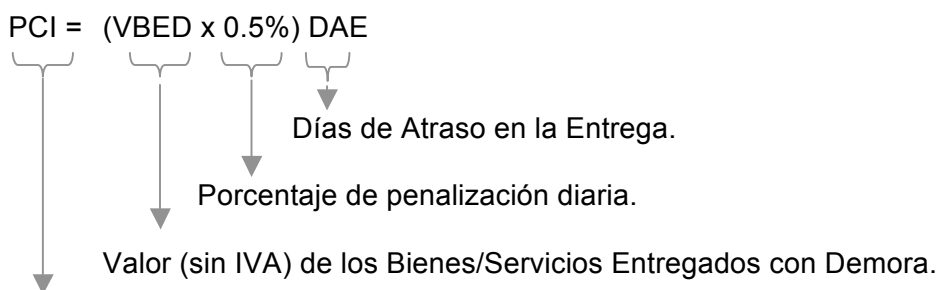 PCI = (VBED x 0.5%) DAE
Días de Atraso en la Entrega.
Porcentaje de penalización diaria.
Valor (sin IVA) de los Bienes/Servicios Entregados con Demora.